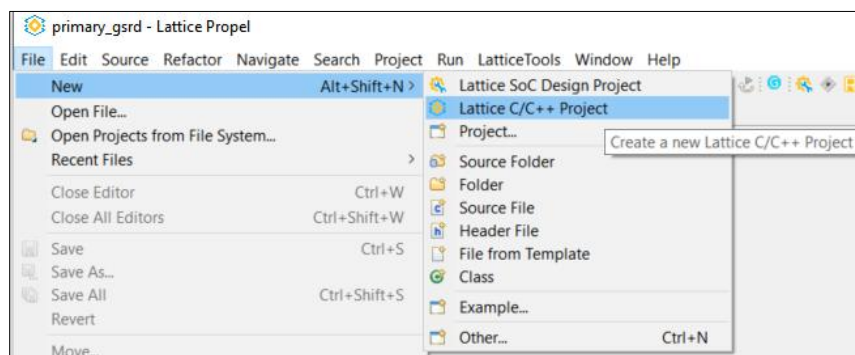 primary_gsrd - Lattice Propel
File Edit Source Refactor Navigate Search Project Run LatticeTools Window Help
New Alt+Shift+N >
Open File...
Open Projects from File System...
Recent Files >
Close Editor Ctrl+W
Close All Editors Ctrl+Shift+W
Save Ctrl+S
Save As...
Save All Ctrl+Shift+S
Revert
Move...
Lattice SoC Design Project
Lattice C/C++ Project
Project...
Create a new Lattice C/C++ Project
Source Folder
Folder
Source File
Header File
File from Template
Class
Example...
Other... Ctrl+N